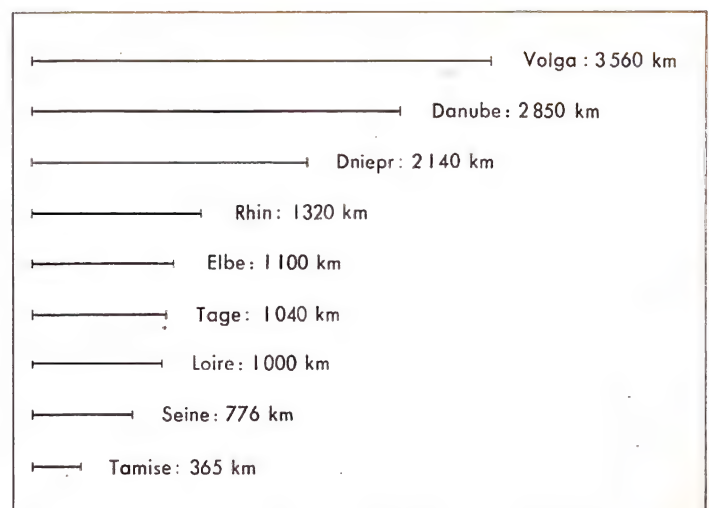 Volga : 3 560 km
Danube : 2 850 km
Dniepr : 2 140 km
Rhin : 1320 km
Elbe : 1 100 km
Tage : 1 040 km
Loire : 1 000 km
Seine : 776 km
Tamise : 365 km